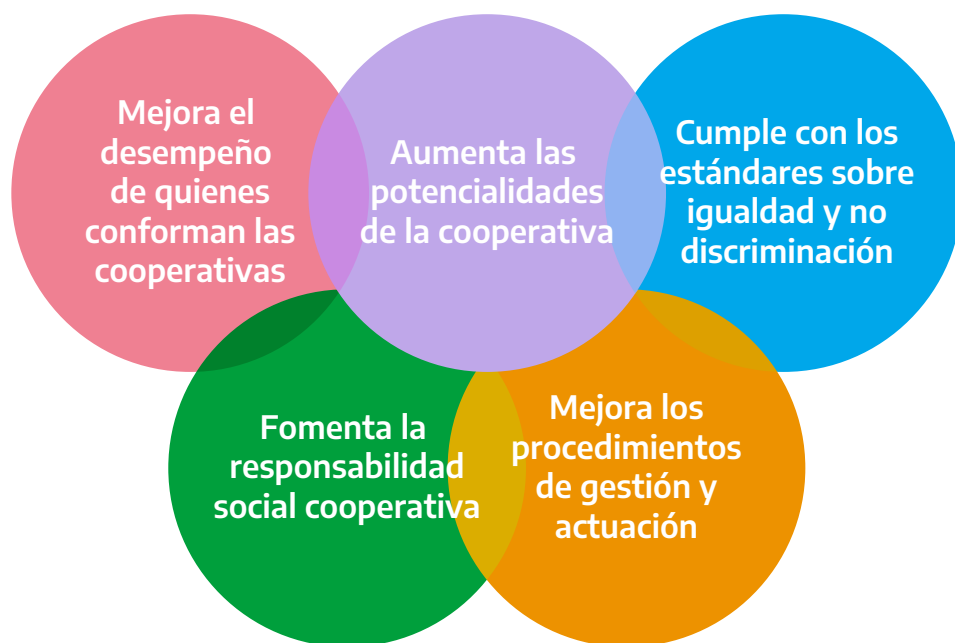 Mejora el
desempeño
de quienes
conforman las
cooperativas
Aumenta las
potencialidades
de la cooperativa
Cumple con los
estándares sobre
igualdad y no
discriminación
Fomenta la
responsabilidad
social cooperativa
Mejora los
procedimientos
de gestión y
actuación